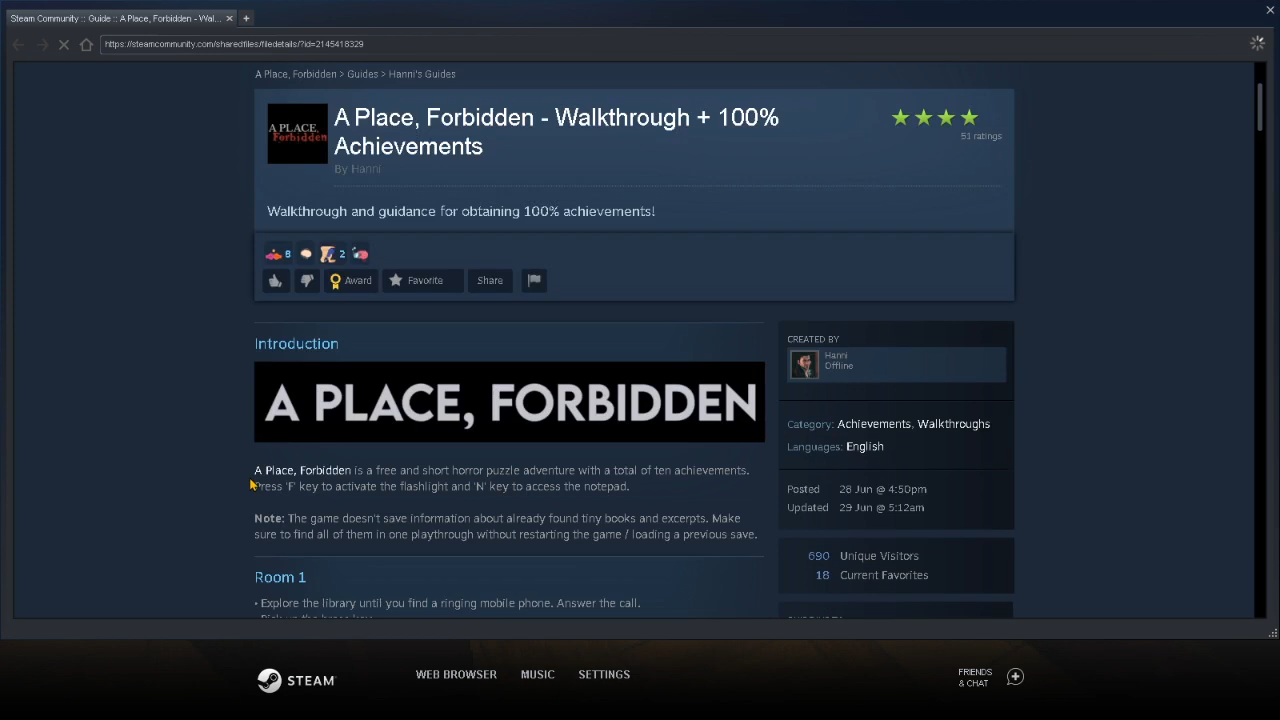 Steam Community :: Guide :: A Place, Forbidden - Wal...
https://steamcommunity.com/sharedfiles/filedetails/?id=2145418329
A Place, Forbidden > Guides > Hanni's Guides
A PLACE,
Forbidden
A Place, Forbidden - Walkthrough + 100%
Achievements
By Hanni
51 ratings
Walkthrough and guidance for obtaining 100% achievements!
8
2
Award
Favorite
Share
Introduction
A PLACE, FORBIDDEN
A Place, Forbidden is a free and short horror puzzle adventure with a total of ten achievements.
Press 'F' key to activate the flashlight and 'N' key to access the notepad.
Note: The game doesn't save information about already found tiny books and excerpts. Make
sure to find all of them in one playthrough without restarting the game / loading a previous save.
Room 1
• Explore the library until you find a ringing mobile phone. Answer the call.
CREATED BY
Hanni
Offline
Category: Achievements, Walkthroughs
Languages: English
Posted 28 Jun @ 4:50pm
Updated 29 Jun @ 5:12am
690 Unique Visitors
18 Current Favorites
STEAM
WEB BROWSER
MUSIC
SETTINGS
FRIENDS
& CHAT